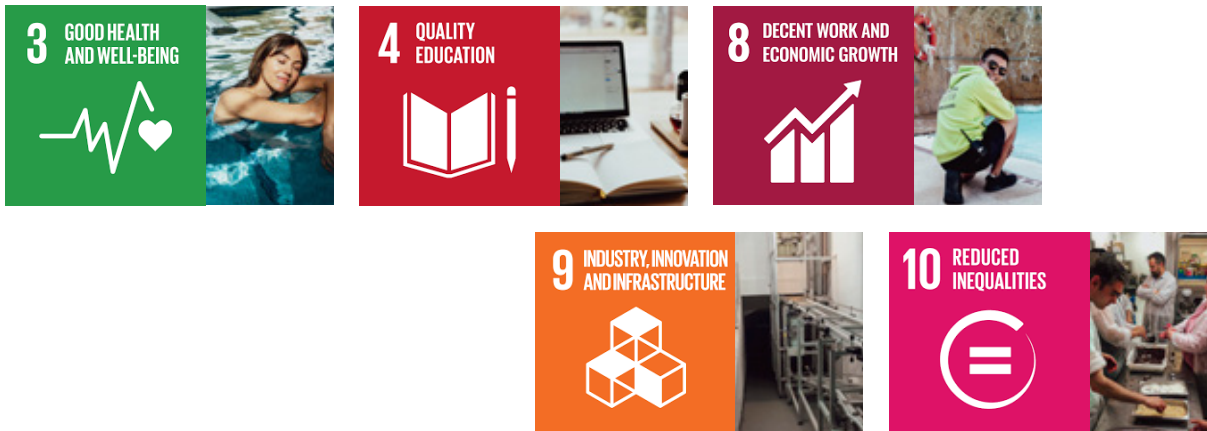 3 GOOD HEALTH
AND WELL-BEING
4 QUALITY
EDUCATION
8 DECENT WORK AND
ECONOMIC GROWTH
9 INDUSTRY, INNOVATION
AND INFRASTRUCTURE
10 REDUCED
INEQUALITIES